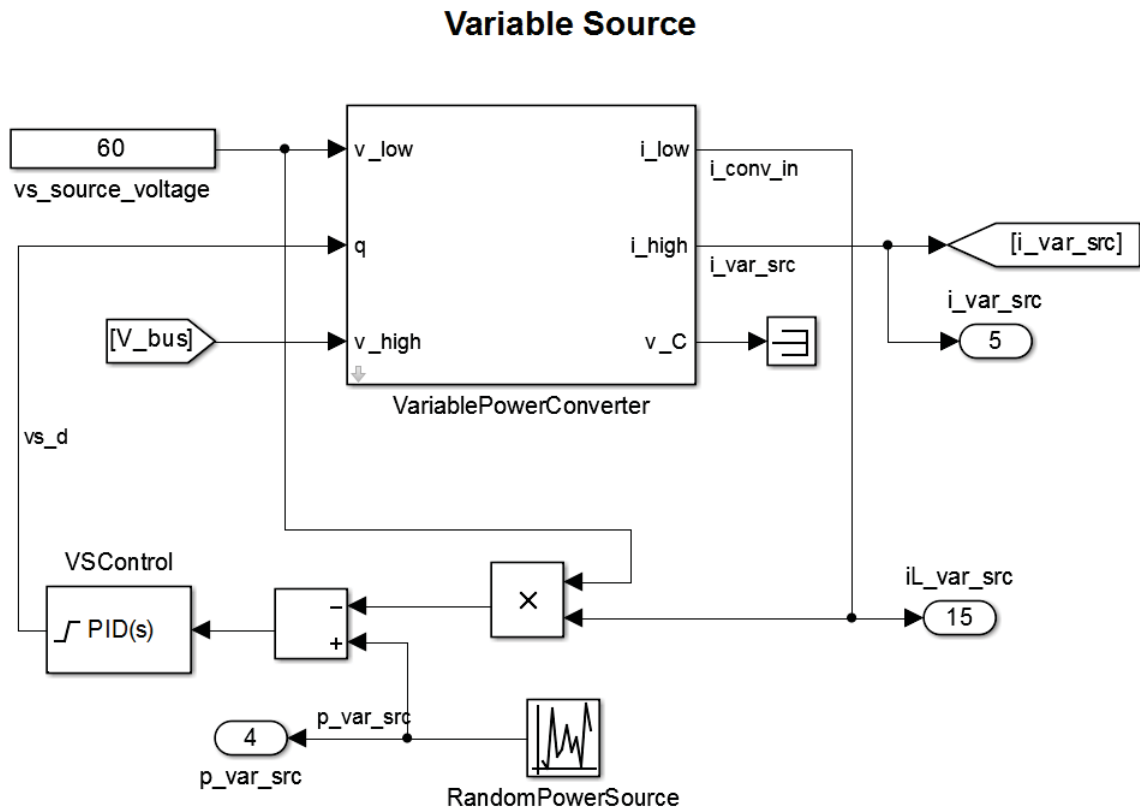 Variable Source
60
vs_source_voltage
v_low
q
v_high
i_low
i_high
v_C
VariablePowerConverter
i_conv_in
i_var_src
[i_var_src]
i_var_src
5
[V_bus]
vs_d
VSControl
PID(s)
−
+
×
iL_var_src
15
p_var_src
4
p_var_src
RandomPowerSource